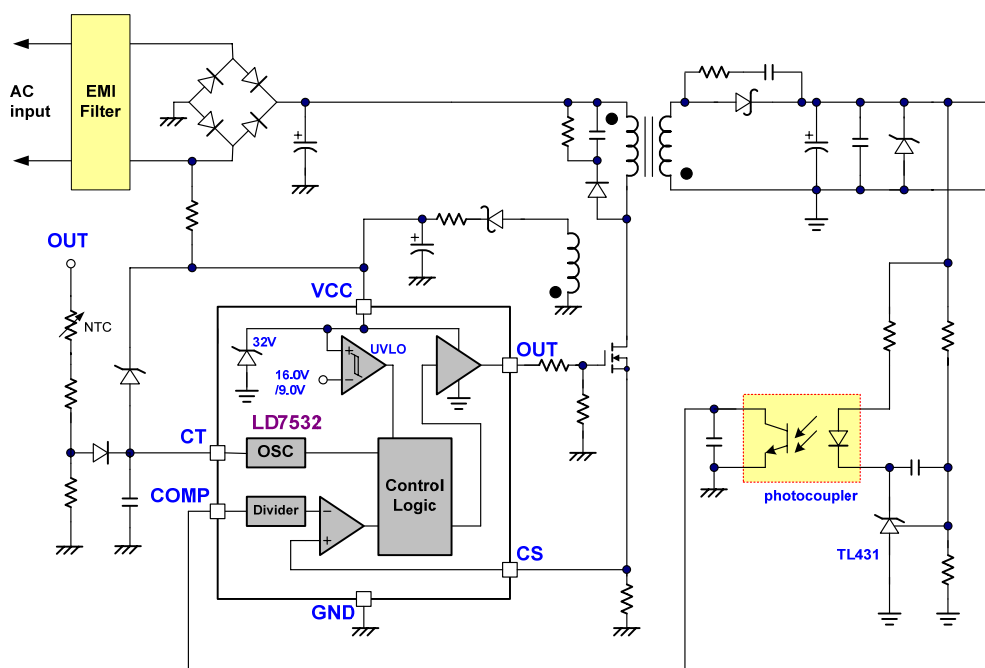 AC
input
EMI
Filter
+
+
+
OUT
VCC
NTC
32V
UVLO
+
−
16.0V
/9.0V
OUT
LD7532
CT
OSC
COMP
Divider
−
+
Control
Logic
CS
GND
photocoupler
TL431